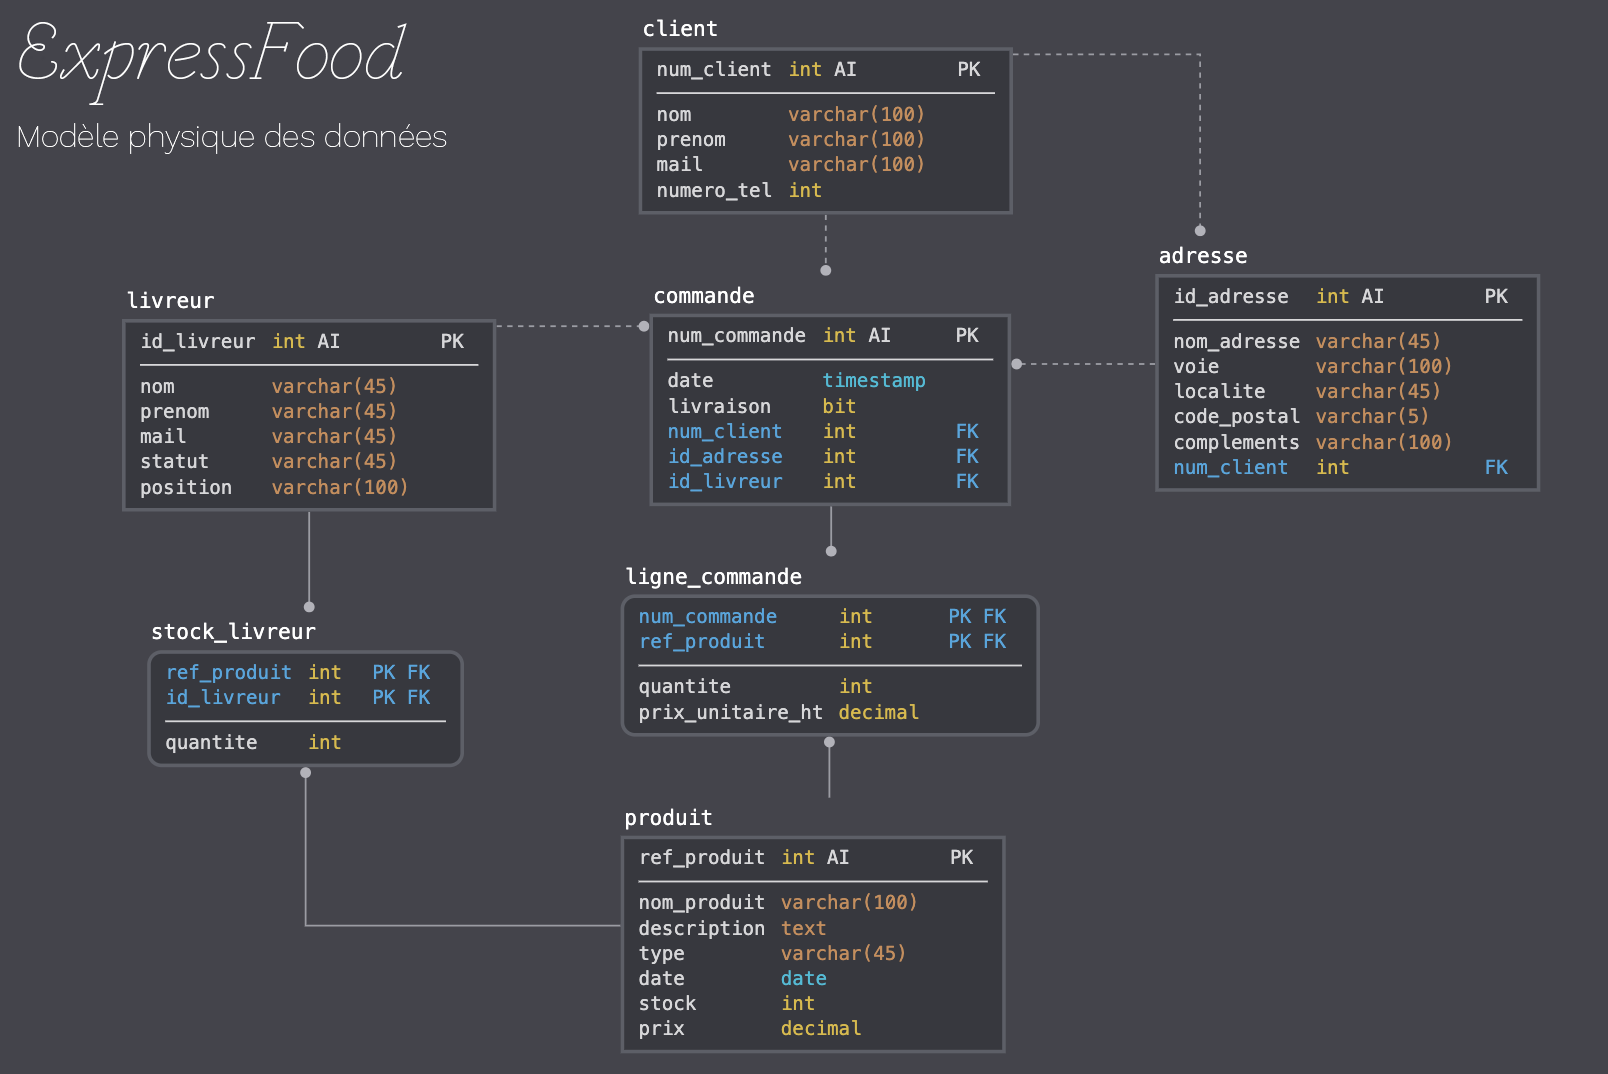 ExpressFood
Modèle physique des données
client
num_client int AI PK
nom varchar(100)
prenom varchar(100)
mail varchar(100)
numero_tel int
adresse
id_adresse int AI PK
nom_adresse varchar(45)
voie varchar(100)
localite varchar(45)
code_postal varchar(5)
complements varchar(100)
num_client int FK
livreur
id_livreur int AI PK
nom varchar(45)
prenom varchar(45)
mail varchar(45)
statut varchar(45)
position varchar(100)
commande
num_commande int AI PK
date timestamp
livraison bit
num_client int FK
id_adresse int FK
id_livreur int FK
ligne_commande
num_commande int PK FK
ref_produit int PK FK
quantite int
prix_unitaire_ht decimal
stock_livreur
ref_produit int PK FK
id_livreur int PK FK
quantite int
produit
ref_produit int AI PK
nom_produit varchar(100)
description text
type varchar(45)
date date
stock int
prix decimal